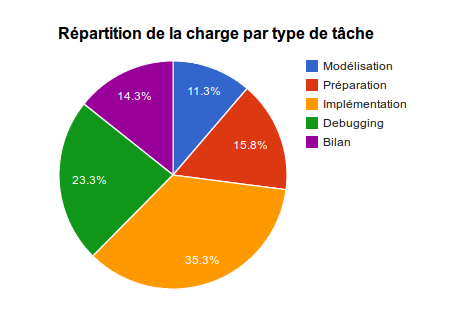 Répartition de la charge par type de tâche
Modélisation
Préparation
Implémentation
Debugging
Bilan
11.3%
15.8%
35.3%
23.3%
14.3%